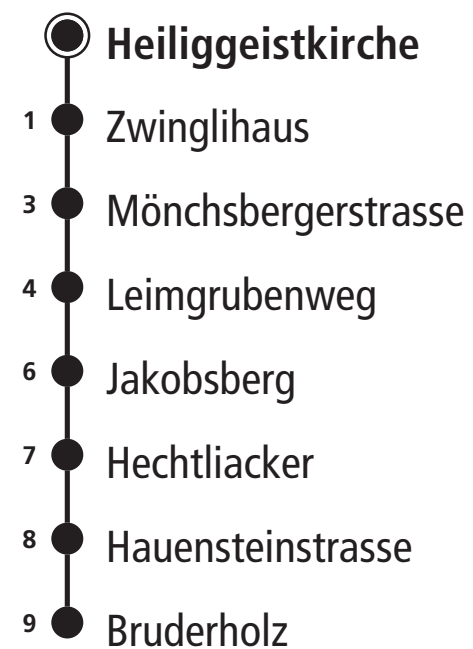 Heiliggeistkirche
1 Zwinglihaus
3 Mönchsbergerstrasse
4 Leimgrubenweg
6 Jakobsberg
7 Hechtliacker
8 Hauensteinstrasse
9 Bruderholz